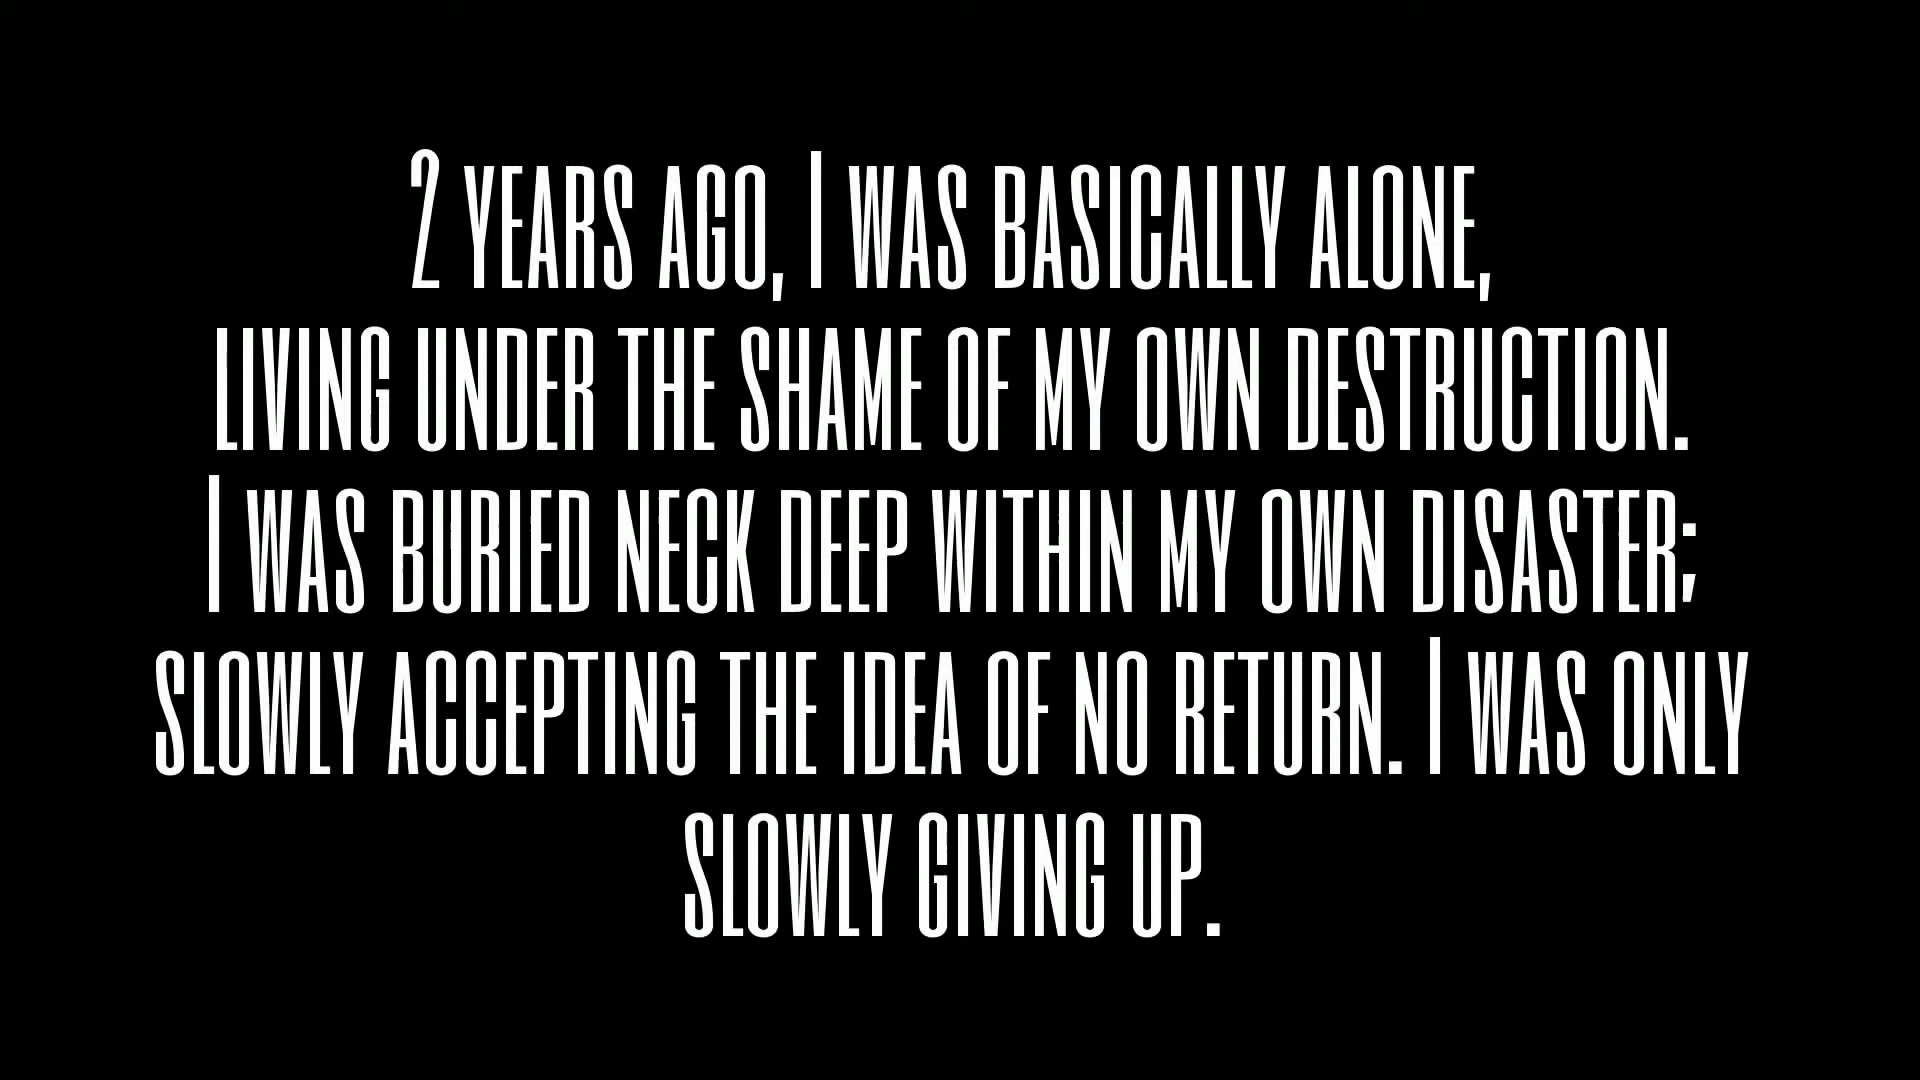 2 YEARS AGO, I WAS BASICALLY ALONE,
LIVING UNDER THE SHAME OF MY OWN DESTRUCTION.
I WAS BURIED NECK DEEP WITHIN MY OWN DISASTER;
SLOWLY ACCEPTING THE IDEA OF NO RETURN. I WAS ONLY
SLOWLY GIVING UP.